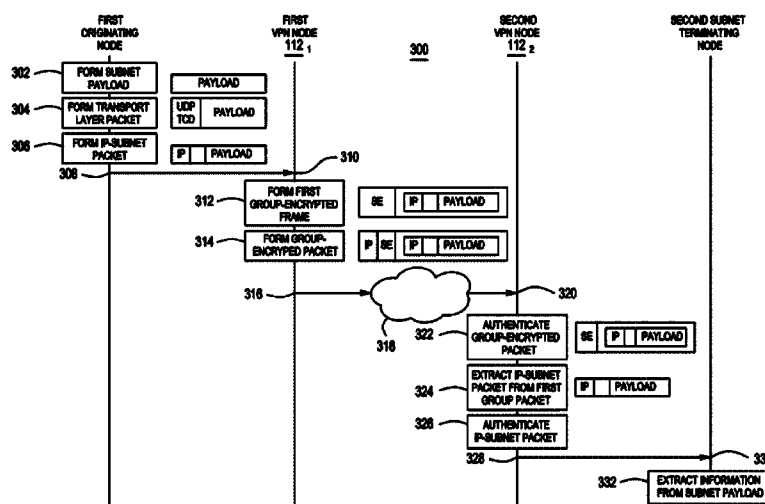 FIRST ORIGINATING NODE
FIRST VPN NODE 112 1
300
SECOND VPN NODE 112 2
SECOND SUBNET TERMINATING NODE
302 FORM SUBNET PAYLOAD
PAYLOAD
304 FORM TRANSPORT LAYER PACKET
UDP TCD PAYLOAD
306 FORM IP-SUBNET PACKET
IP PAYLOAD
308
310
312 FORM FIRST GROUP-ENCRYPTED FRAME
SE IP PAYLOAD
314 FORM GROUP-ENCRYPED PACKET
IP SE IP PAYLOAD
316
318
320
322 AUTHENTICATE GROUP-ENCRYPTED PACKET
SE IP PAYLOAD
324 EXTRACT IP-SUBNET PACKET FROM FIRST GROUP PACKET
IP PAYLOAD
326 AUTHENTICATE IP-SUBNET PACKET
328
332 EXTRACT INFORMATION FROM SUBNET PAYLOAD